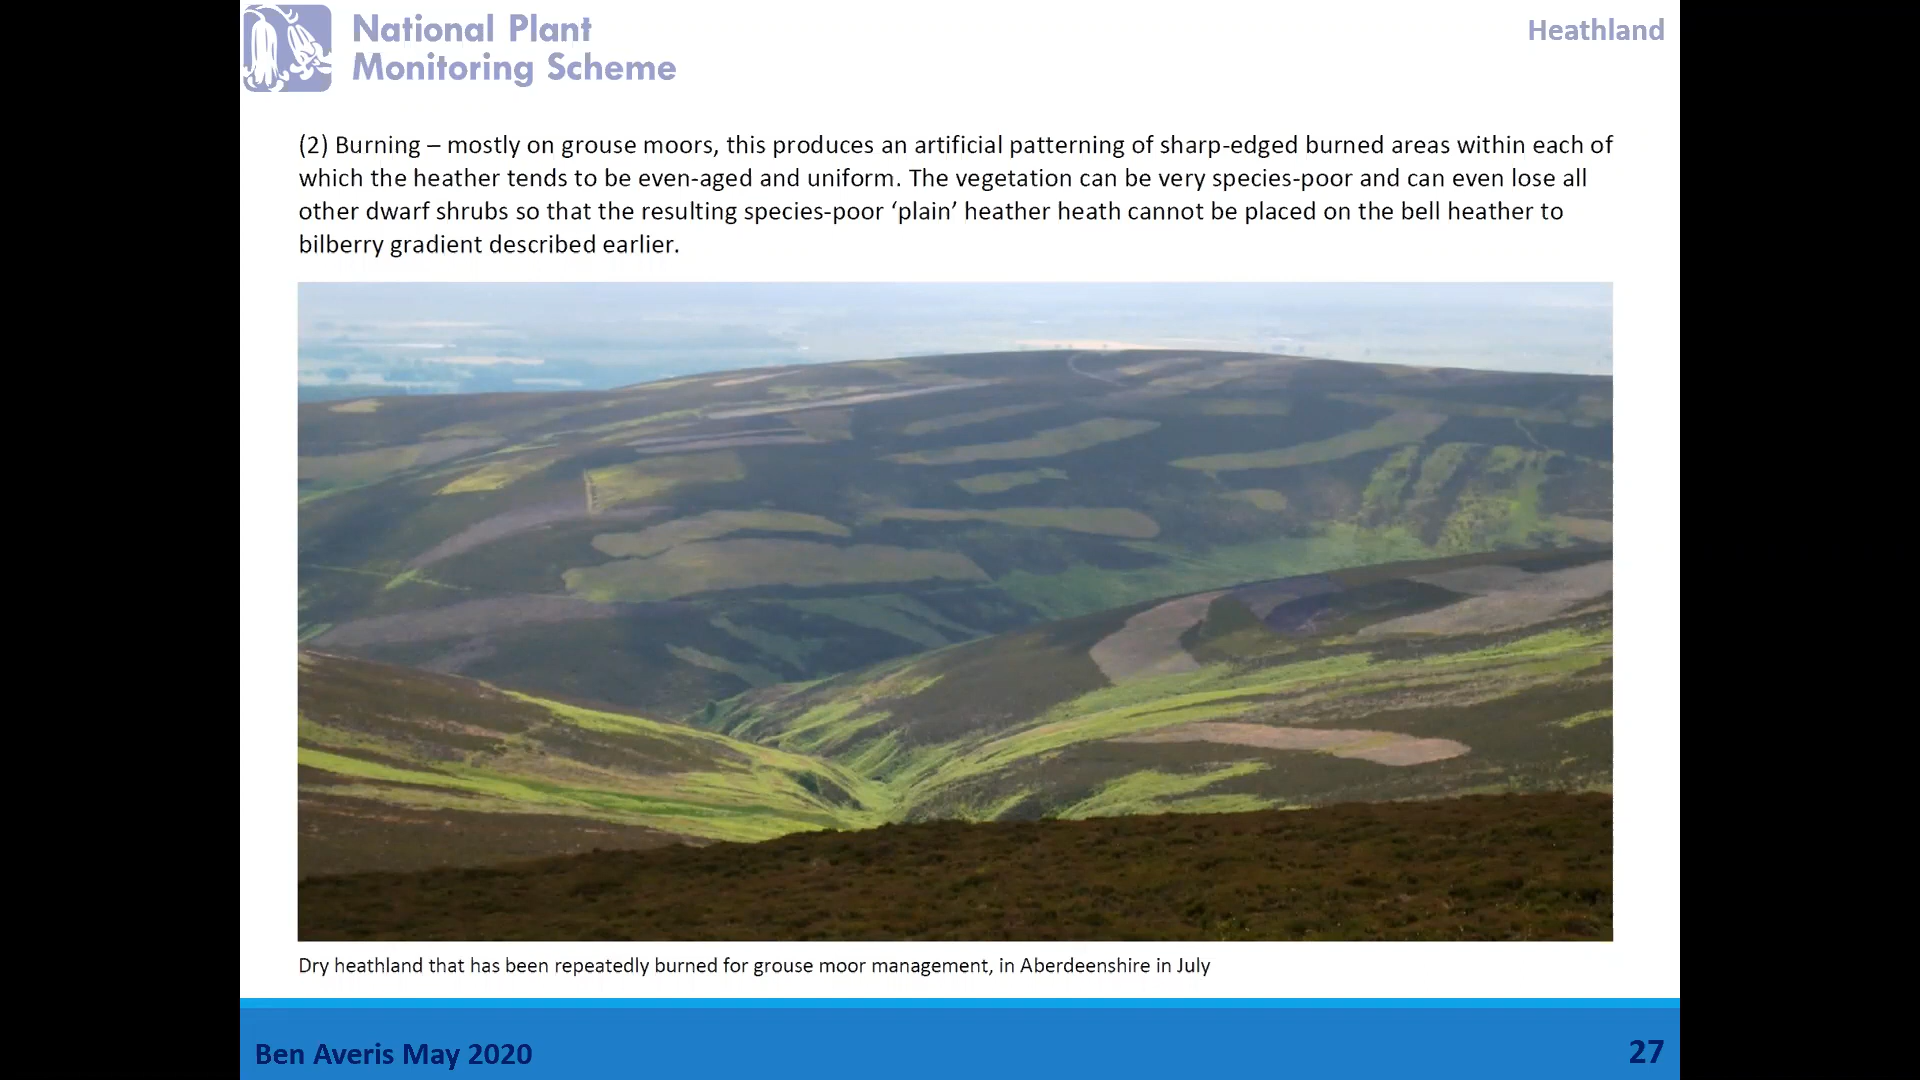 National Plant
Monitoring Scheme
Heathland
(2) Burning – mostly on grouse moors, this produces an artificial patterning of sharp-edged burned areas within each of
which the heather tends to be even-aged and uniform. The vegetation can be very species-poor and can even lose all
other dwarf shrubs so that the resulting species-poor ‘plain’ heather heath cannot be placed on the bell heather to
bilberry gradient described earlier.
Dry heathland that has been repeatedly burned for grouse moor management, in Aberdeenshire in July
Ben Averis May 2020
27